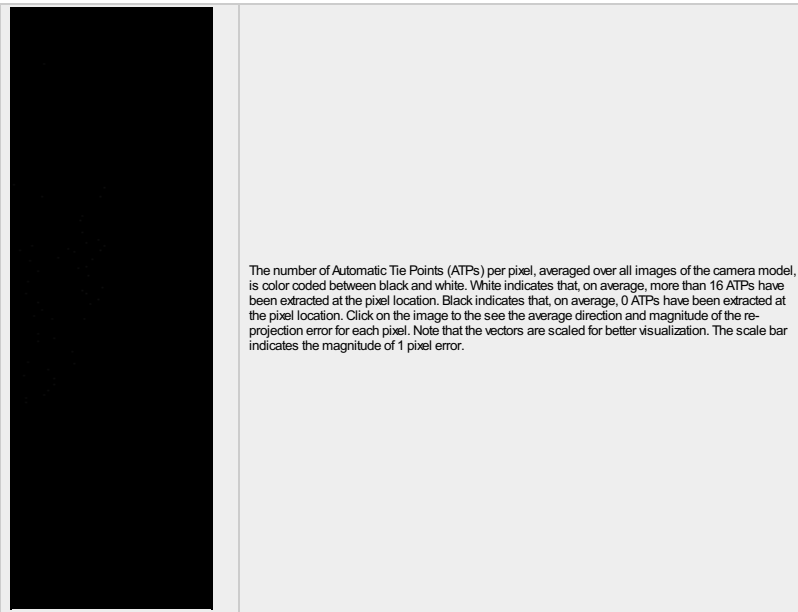 The number of Automatic Tie Points (ATPs) per pixel, averaged over all images of the camera model,
is color coded between black and white. White indicates that, on average, more than 16 ATPs have
been extracted at the pixel location. Black indicates that, on average, 0 ATPs have been extracted at
the pixel location. Click on the image to the see the average direction and magnitude of the re-
projection error for each pixel. Note that the vectors are scaled for better visualization. The scale bar
indicates the magnitude of 1 pixel error.